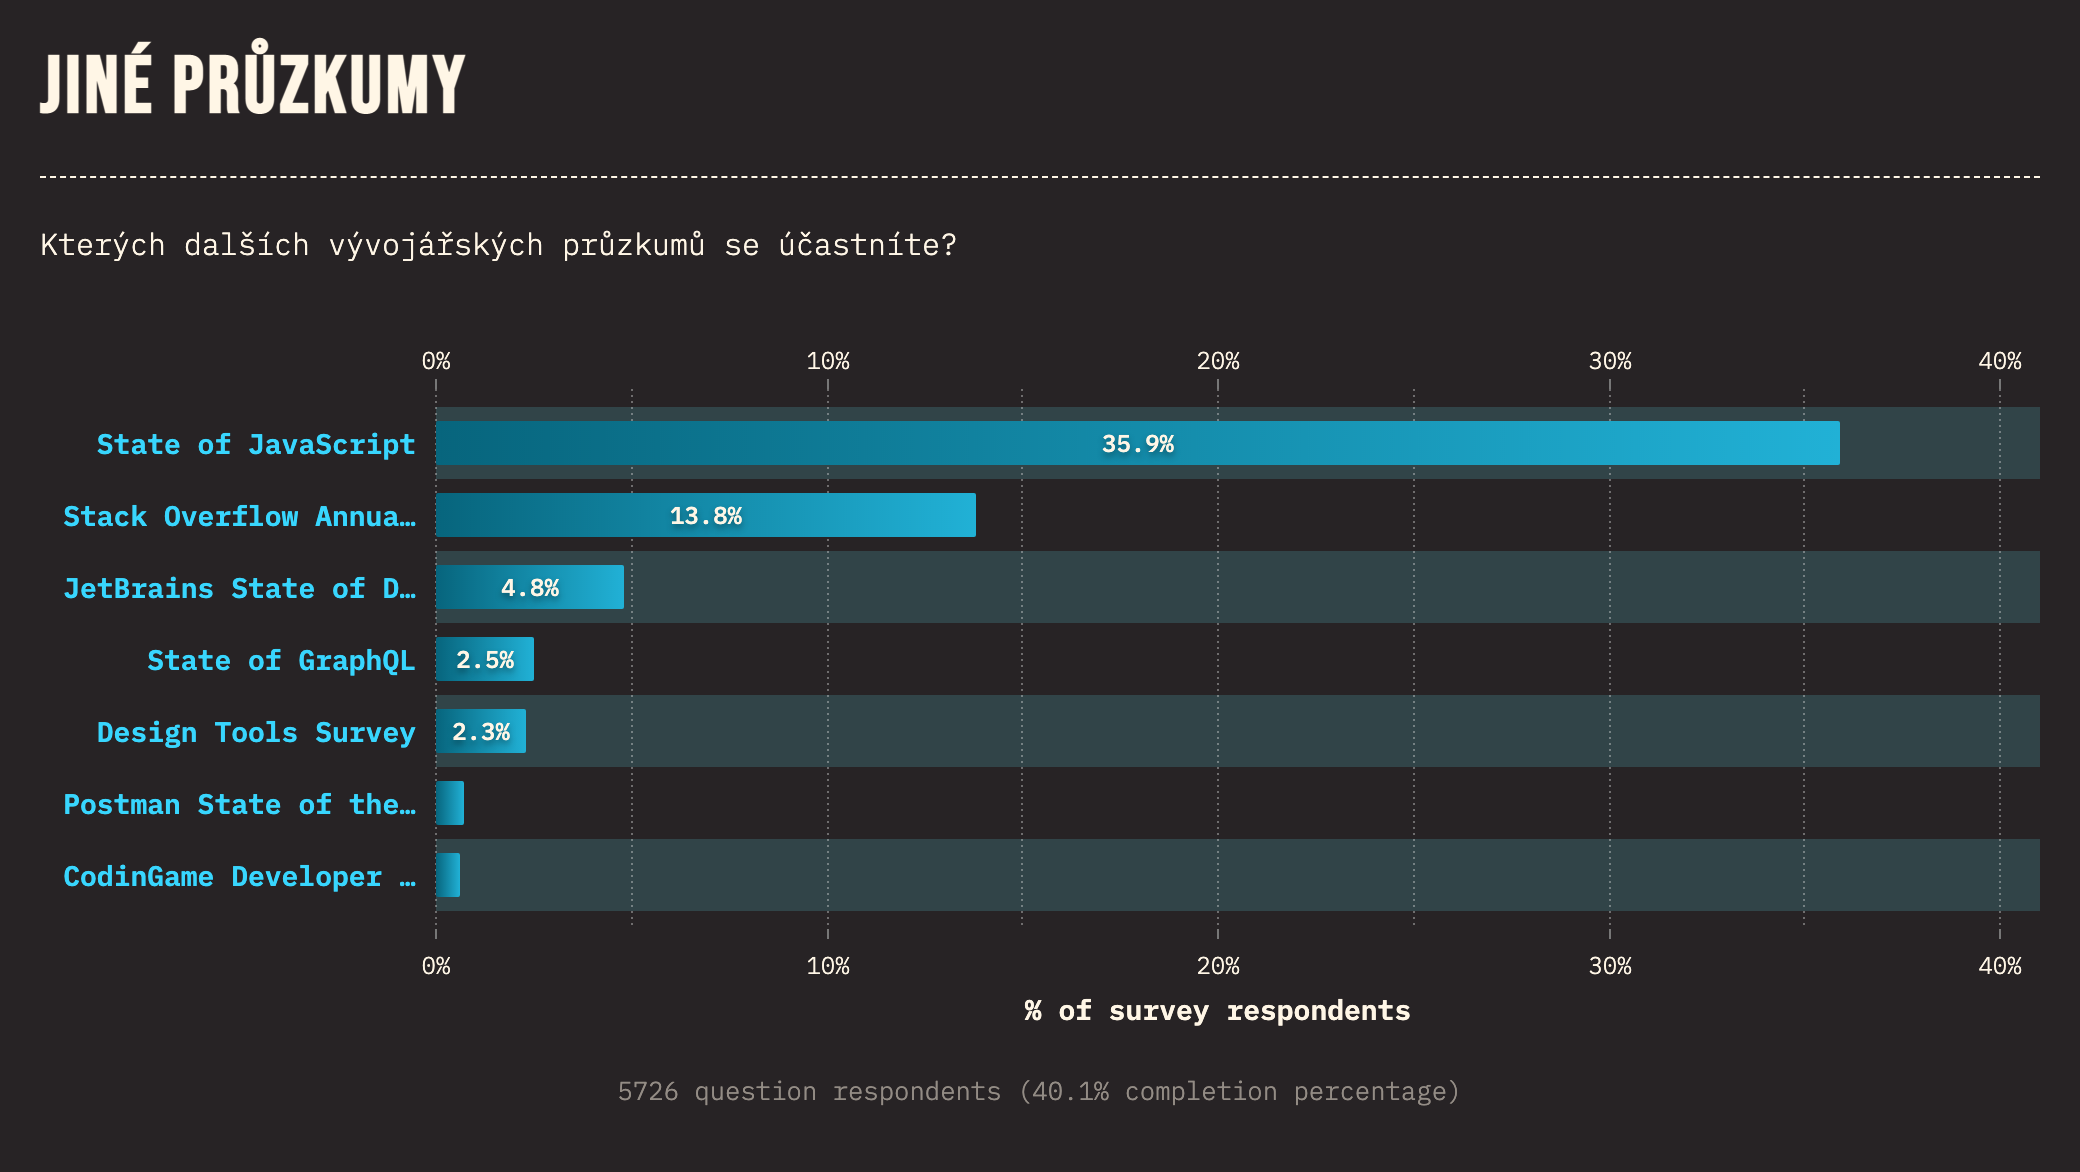 JINÉ PRŮZKUMY
Kterých dalších vývojářských průzkumů se účastníte?
0% 10% 20% 30% 40%
State of JavaScript 35.9%
Stack Overflow Annua… 13.8%
JetBrains State of D… 4.8%
State of GraphQL 2.5%
Design Tools Survey 2.3%
Postman State of the…
CodinGame Developer …
0% 10% 20% 30% 40%
% of survey respondents
5726 question respondents (40.1% completion percentage)